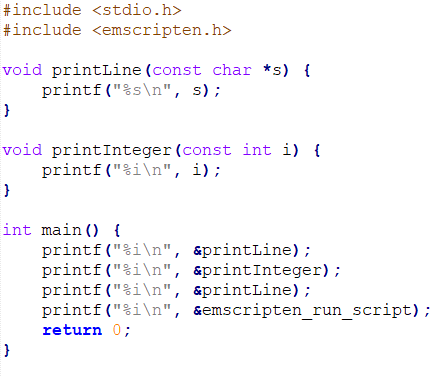 #include <stdio.h>
#include <emscripten.h>

void printLine(const char *s) {
    printf("%s\n", s);
}

void printInteger(const int i) {
    printf("%i\n", i);
}

int main() {
    printf("%i\n", &printLine);
    printf("%i\n", &printInteger);
    printf("%i\n", &printLine);
    printf("%i\n", &emscripten_run_script);
    return 0;
}